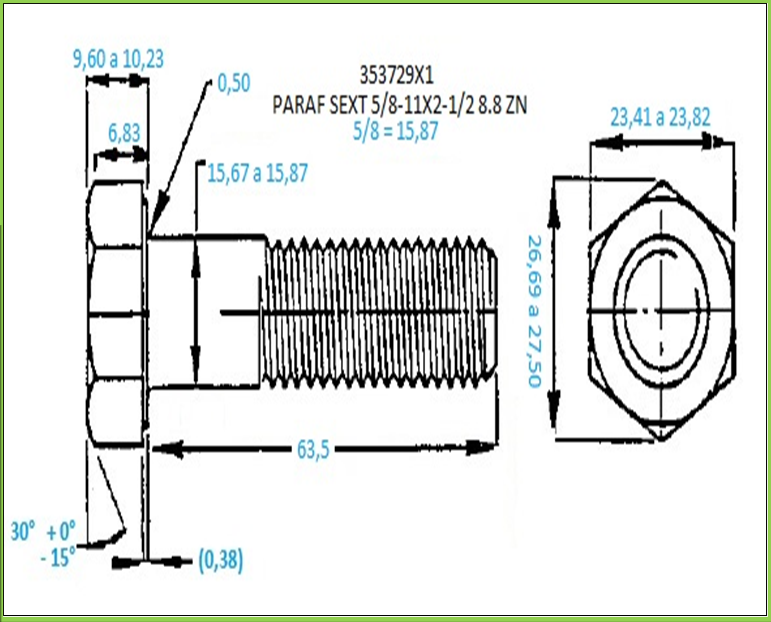 9,60 a 10,23
0,50
353729X1
PARAF SEXT 5/8-11X2-1/2 8.8 ZN
5/8 = 15,87
23,41 a 23,82
6,83
15,67 a 15,87
26,69 a 27,50
63,5
30° + 0°
- 15°
(0,38)